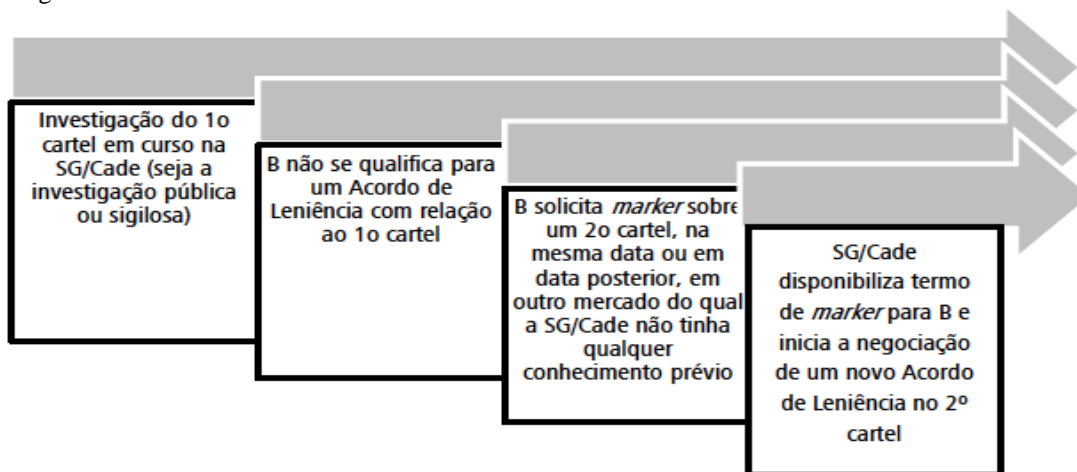 Investigação do 1o
cartel em curso na
SG/Cade (seja a
investigação pública
ou sigilosa)
B não se qualifica para
um Acordo de
Leniência com relação
ao 1o cartel
B solicita marker sobre
um 2o cartel, na
mesma data ou em
data posterior, em
outro mercado do qual
a SG/Cade não tinha
qualquer
conhecimento prévio
SG/Cade
disponibiliza termo
de marker para B e
inicia a negociação
de um novo Acordo
de Leniência no 2º
cartel